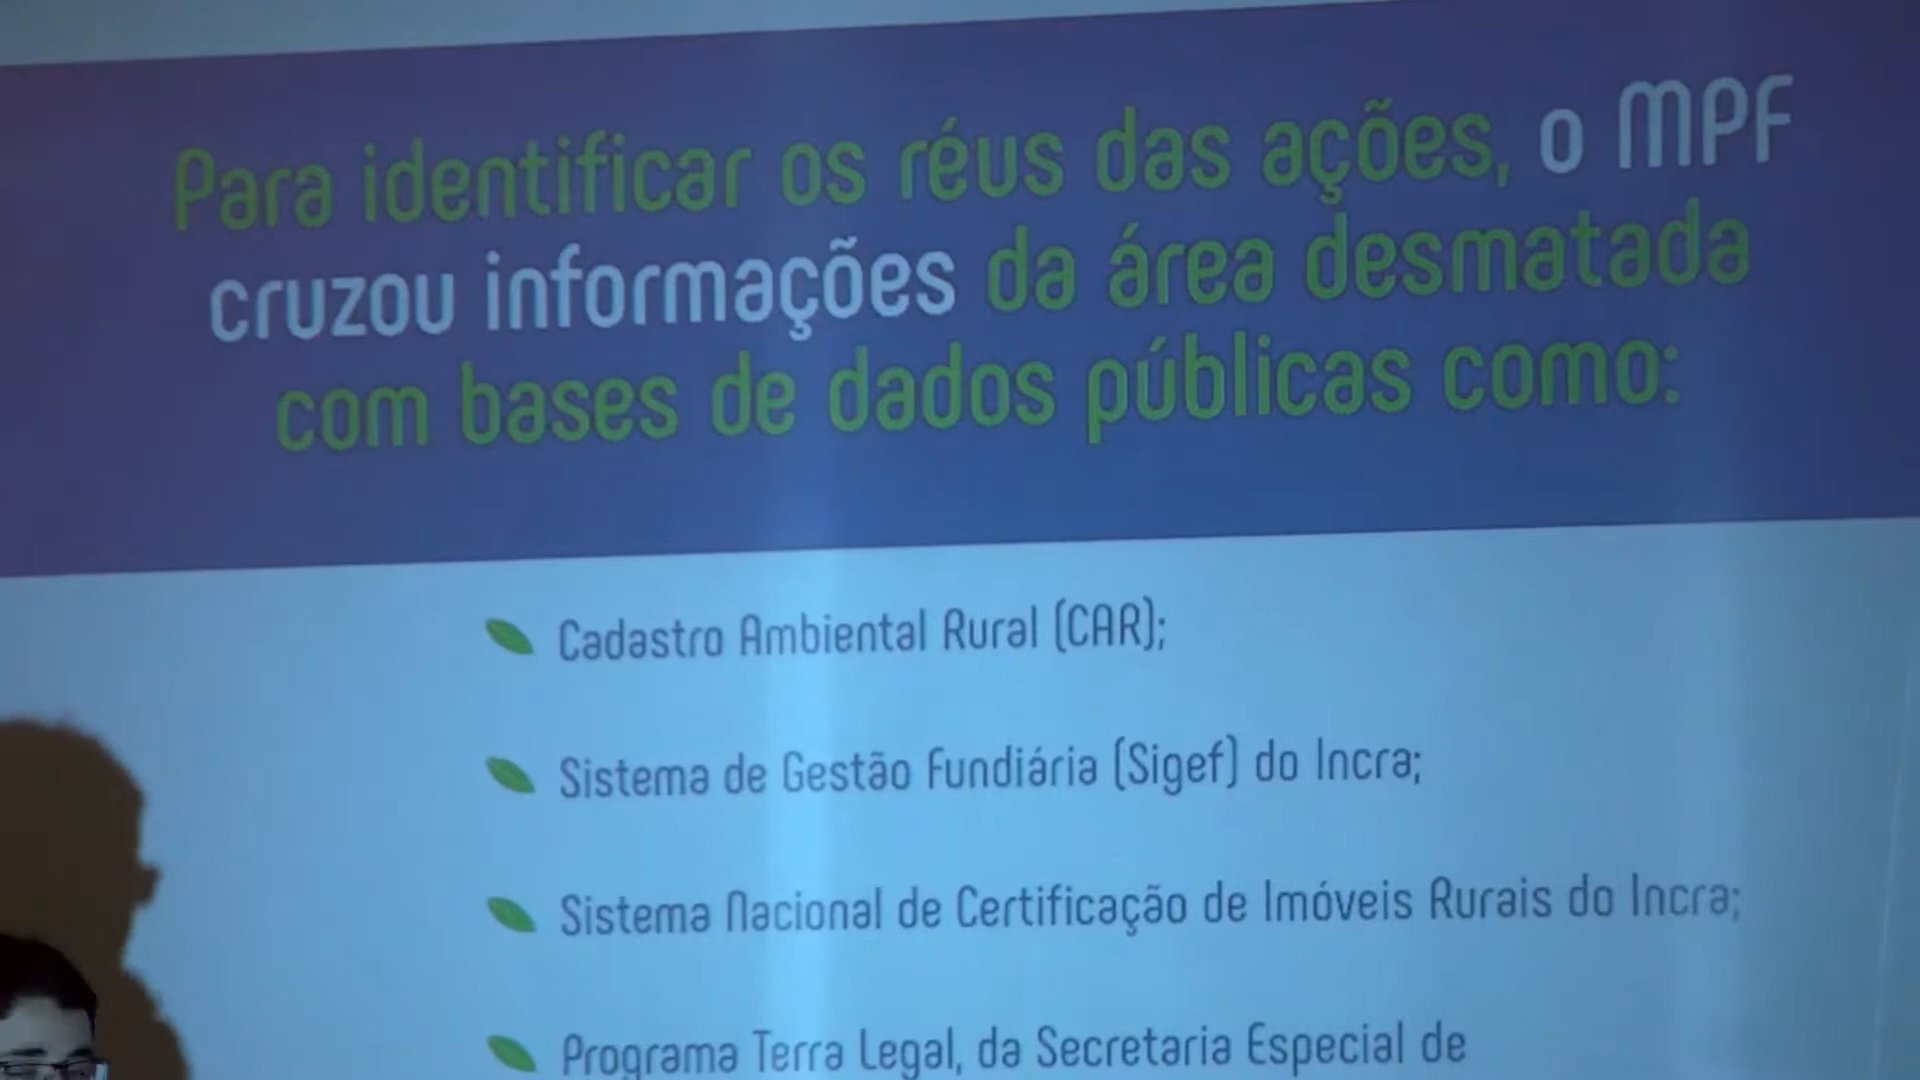 Para identificar os réus das ações, o MPF
cruzou informações da área desmatada
com bases de dados públicas como:
Cadastro Ambiental Rural (CAR);
Sistema de Gestão Fundiária (Sigef) do Incra;
Sistema Nacional de Certificação de Imóveis Rurais do Incra;
Programa Terra Legal, da Secretaria Especial de